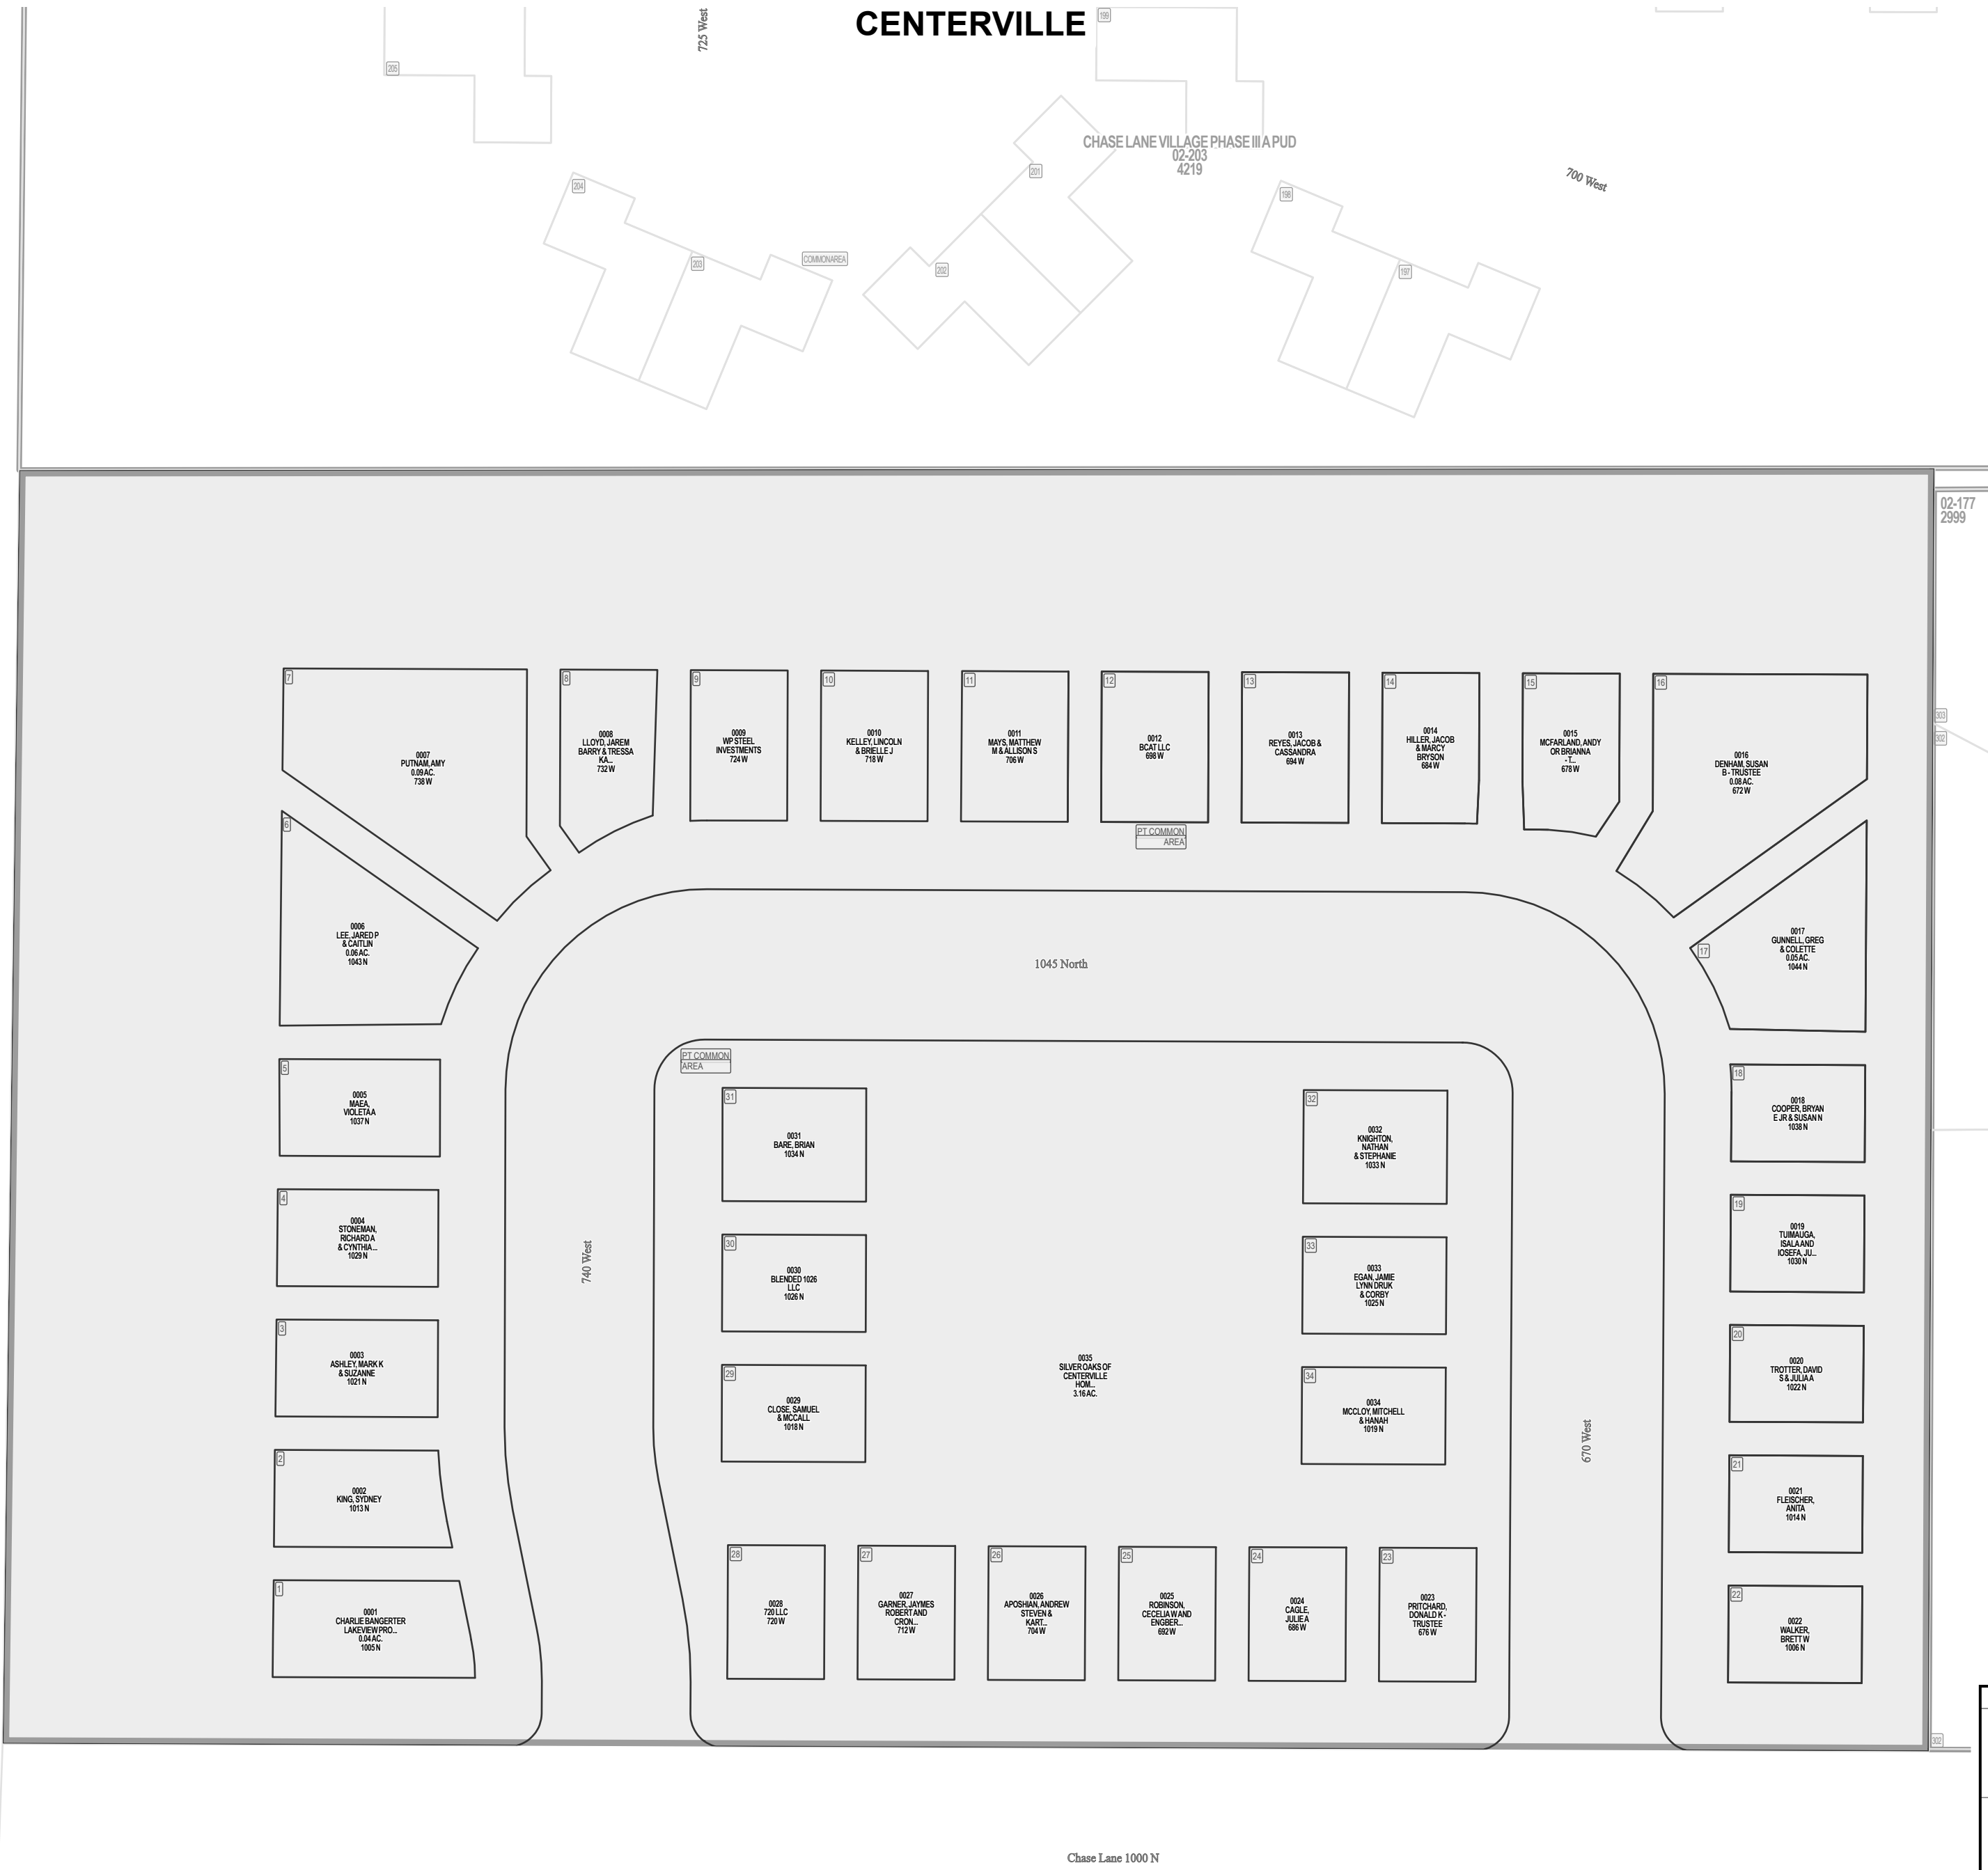 CENTERVILLE
725 West
199
205
CHASE LANE VILLAGE PHASE III A PUD
02-203
4219
201
204
198
700 West
COMMONAREA
203
202
197
02-177
2999
303
302
7
0007
PUTNAM, AMY
0.09 AC.
738 W
8
0008
LLOYD, JAREM
BARRY & TRESSA
KA...
732 W
9
0009
WP STEEL
INVESTMENTS
724 W
10
0010
KELLEY, LINCOLN
& BRIELLE J
718 W
11
0011
MAYS, MATTHEW
M & ALLISON S
706 W
12
0012
BCAT LLC
698 W
13
0013
REYES, JACOB &
CASSANDRA
694 W
14
0014
HILLER, JACOB
& MARCY
BRYSON
684 W
15
0015
MCFARLAND, ANDY
OR BRIANNA
- T...
678 W
16
0016
DENHAM, SUSAN
B - TRUSTEE
0.08 AC.
672 W
PT COMMON
AREA
6
0006
LEE, JARED P
& CAITLIN
0.06 AC.
1043 N
17
0017
GUNNELL, GREG
& COLETTE
0.05 AC.
1044 N
1045 North
PT COMMON
AREA
5
0005
MAEA,
VIOLETA A
1037 N
31
0031
BARE, BRIAN
1034 N
32
0032
KNIGHTON,
NATHAN
& STEPHANIE
1033 N
18
0018
COOPER, BRYAN
E JR & SUSAN N
1038 N
4
0004
STONEMAN,
RICHARD A
& CYNTHIA ...
1029 N
740 West
30
0030
BLENDED 1026
LLC
1026 N
33
0033
EGAN, JAMIE
LYNN DRUK
& CORBY
1025 N
19
0019
TUIMAUGA,
ISALA AND
IOSEFA, JU...
1030 N
3
0003
ASHLEY, MARK K
& SUZANNE
1021 N
29
0029
CLOSE, SAMUEL
& MCCALL
1018 N
0035
SILVER OAKS OF
CENTERVILLE
HOM...
3.16 AC.
34
0034
MCCLOY, MITCHELL
& HANAH
1019 N
670 West
20
0020
TROTTER, DAVID
S & JULIA A
1022 N
2
0002
KING, SYDNEY
1013 N
21
0021
FLEISCHER,
ANITA
1014 N
1
0001
CHARLIE BANGERTER
LAKEVIEW PRO...
0.04 AC.
1005 N
28
0028
720 LLC
720 W
27
0027
GARNER, JAYMES
ROBERT AND
CRON...
712 W
26
0026
APOSHIAN, ANDREW
STEVEN &
KART...
704 W
25
0025
ROBINSON,
CECELIA W AND
ENGBER...
692 W
24
0024
CAGLE,
JULIE A
686 W
23
0023
PRITCHARD,
DONALD K -
TRUSTEE
676 W
22
0022
WALKER,
BRETT W
1006 N
302
Chase Lane 1000 N